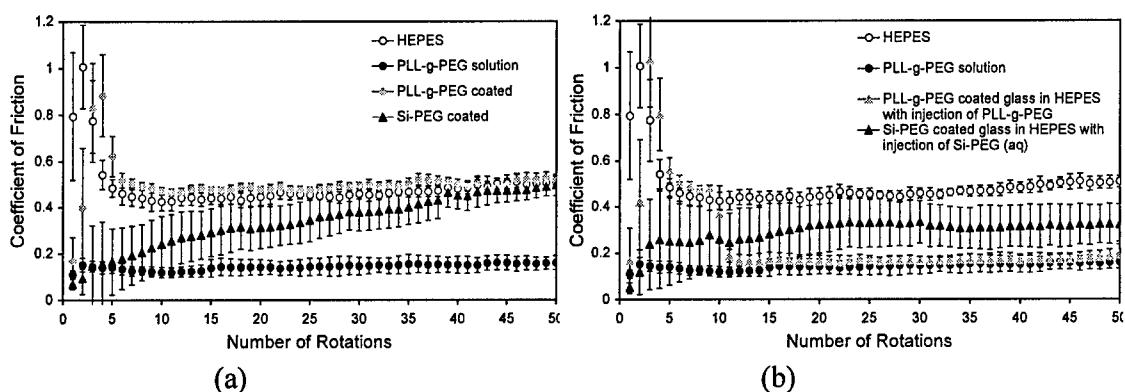 1.2
1
0.8
0.6
0.4
0.2
0
Coefficient of Friction
HEPES
PLL-g-PEG solution
PLL-g-PEG coated
Si-PEG coated
0 5 10 15 20 25 30 35 40 45 50
Number of Rotations
(a)
1.2
1
0.8
0.6
0.4
0.2
0
Coefficient of Friction
HEPES
PLL-g-PEG solution
PLL-g-PEG coated glass in HEPES
with injection of PLL-g-PEG
Si-PEG coated glass in HEPES with
injection of Si-PEG (aq)
0 5 10 15 20 25 30 35 40 45 50
Number of Rotations
(b)